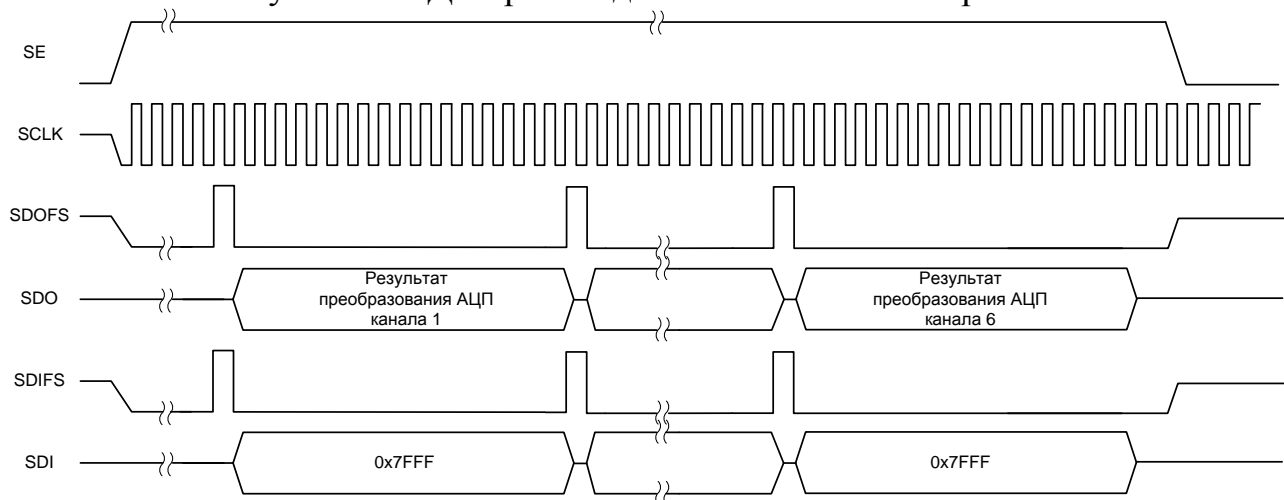 SE
SCLK
SDOFS
SDO
Результат
преобразования АЦП
канала 1
Результат
преобразования АЦП
канала 6
SDIFS
SDI
0x7FFF
0x7FFF